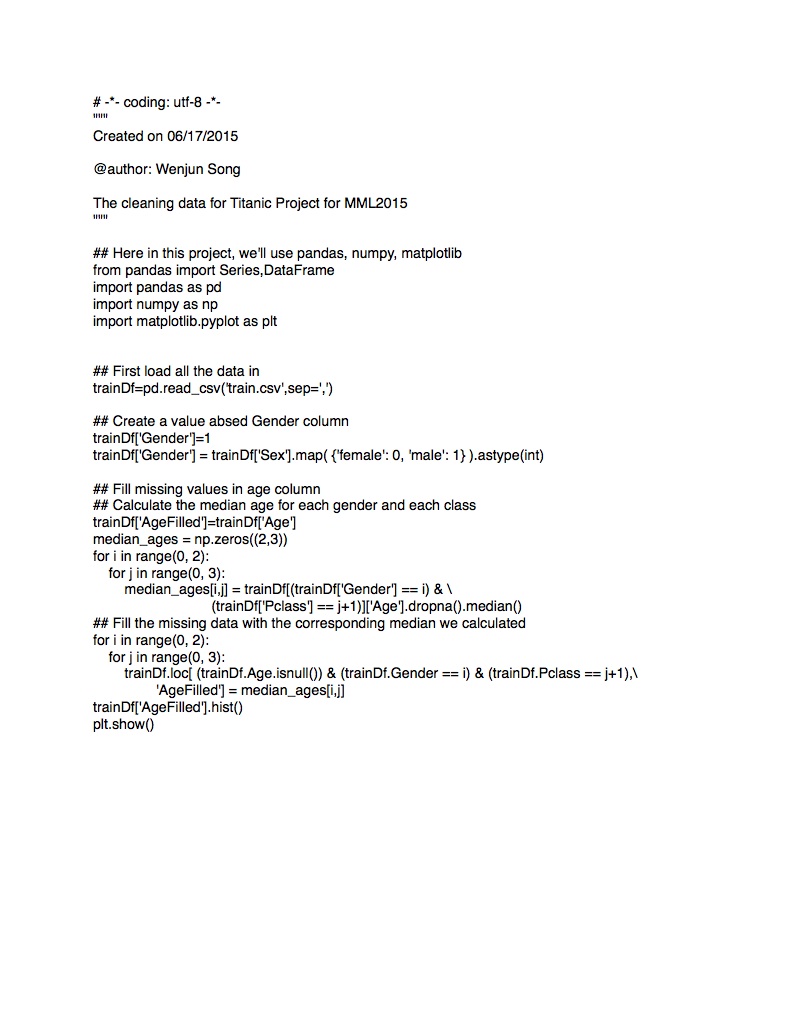 # -*- coding: utf-8 -*-
"""
Created on 06/17/2015
@author: Wenjun Song
The cleaning data for Titanic Project for MML2015
"""
## Here in this project, we'll use pandas, numpy, matplotlib
from pandas import Series,DataFrame
import pandas as pd
import numpy as np
import matplotlib.pyplot as plt
## First load all the data in
trainDf=pd.read_csv('train.csv',sep=',')
## Create a value absed Gender column
trainDf['Gender']=1
trainDf['Gender'] = trainDf['Sex'].map( {'female': 0, 'male': 1} ).astype(int)
## Fill missing values in age column
## Calculate the median age for each gender and each class
trainDf['AgeFilled']=trainDf['Age']
median_ages = np.zeros((2,3))
for i in range(0, 2):
    for j in range(0, 3):
        median_ages[i,j] = trainDf[(trainDf['Gender'] == i) & \
                              (trainDf['Pclass'] == j+1)]['Age'].dropna().median()
## Fill the missing data with the corresponding median we calculated
for i in range(0, 2):
    for j in range(0, 3):
        trainDf.loc[ (trainDf.Age.isnull()) & (trainDf.Gender == i) & (trainDf.Pclass == j+1),\
                'AgeFilled'] = median_ages[i,j]
trainDf['AgeFilled'].hist()
plt.show()